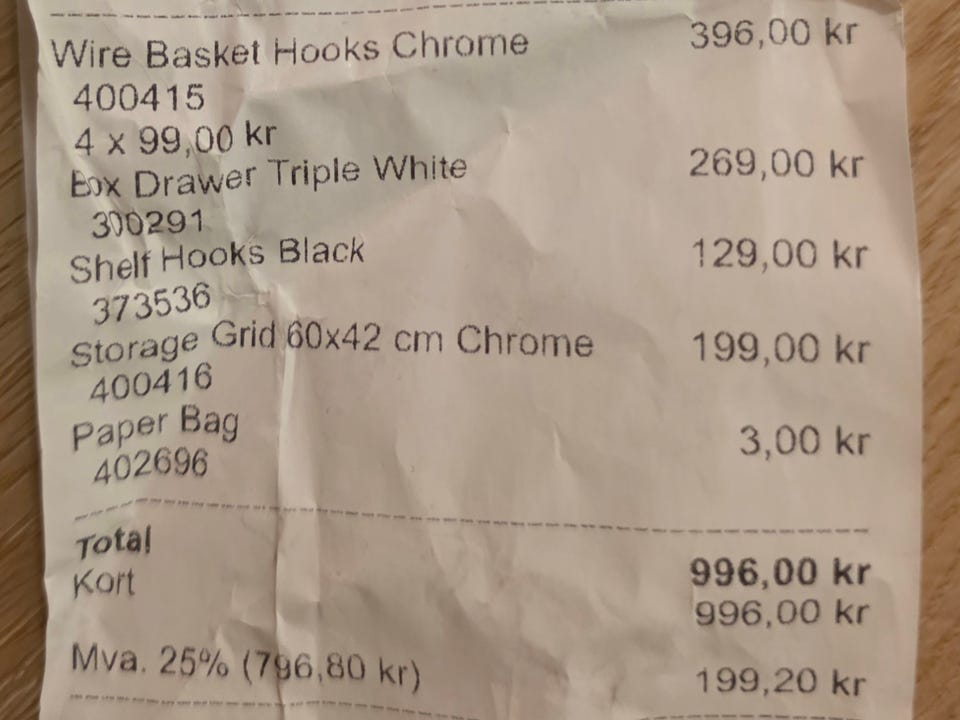 Wire Basket Hooks Chrome 396,00 kr
400415
4 x 99,00 kr
Box Drawer Triple White 269,00 kr
300291
Shelf Hooks Black 129,00 kr
373536
Storage Grid 60x42 cm Chrome 199,00 kr
400416
Paper Bag 3,00 kr
402696
Total 996,00 kr
Kort 996,00 kr
Mva. 25% (796,80 kr) 199,20 kr